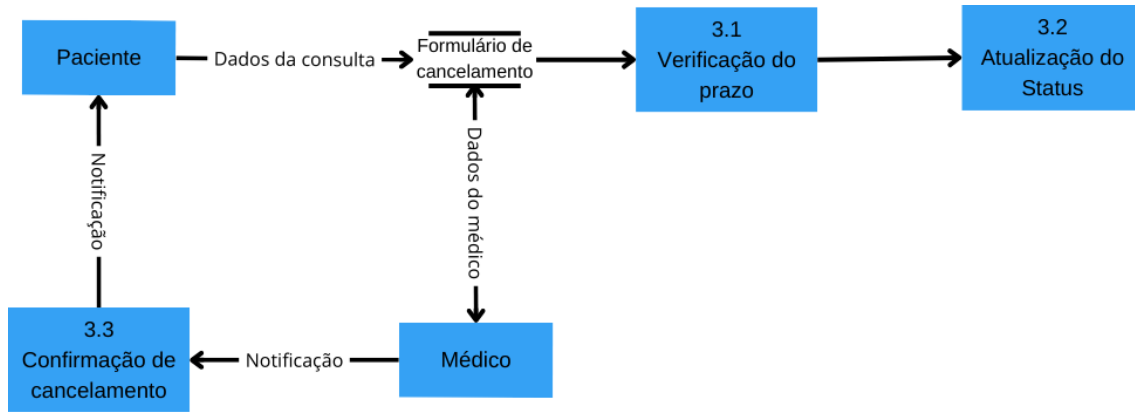 Paciente
Dados da consulta
Formulário de
cancelamento
3.1
Verificação do
prazo
3.2
Atualização do
Status
Notificação
Dados do médico
3.3
Confirmação de
cancelamento
Notificação
Médico